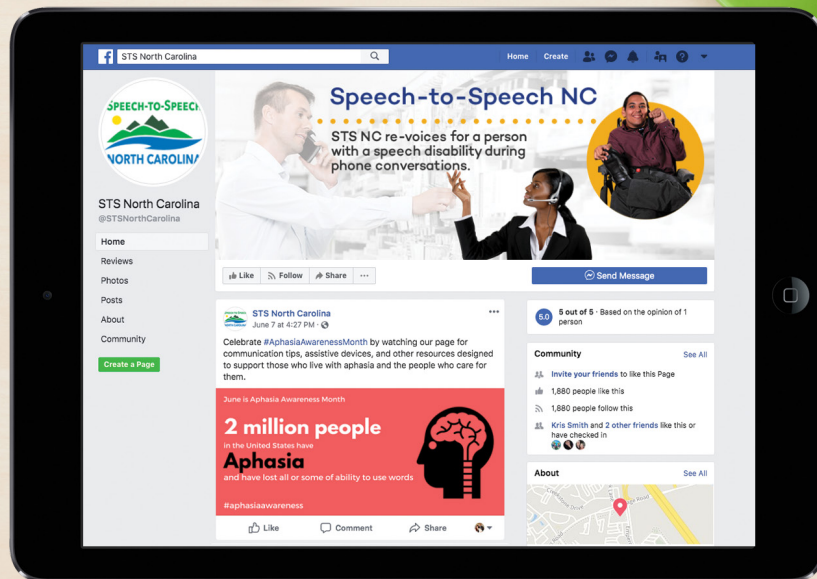 STS North Carolina
Home
Create
SPEECH-TO-SPEECH
NORTH CAROLINA
STS North Carolina
@STSNorthCarolina
Home
Reviews
Photos
Posts
About
Community
Create a Page
Speech-to-Speech NC
STS NC re-voices for a person
with a speech disability during
phone conversations.
Like
Follow
Share
Send Message
STS North Carolina
June 7 at 4:27 PM
Celebrate #AphasiaAwarenessMonth by watching our page for
communication tips, assistive devices, and other resources designed
to support those who live with aphasia and the people who care for
them.
June is Aphasia Awareness Month
2 million people
in the United States have
Aphasia
and have lost all or some of ability to use words
#aphasiaawareness
Like
Comment
Share
5.0
5 out of 5 · Based on the opinion of 1
person
Community
See All
Invite your friends to like this Page
1,880 people like this
1,880 people follow this
Kris Smith and 2 other friends like this or
have checked in
About
See All